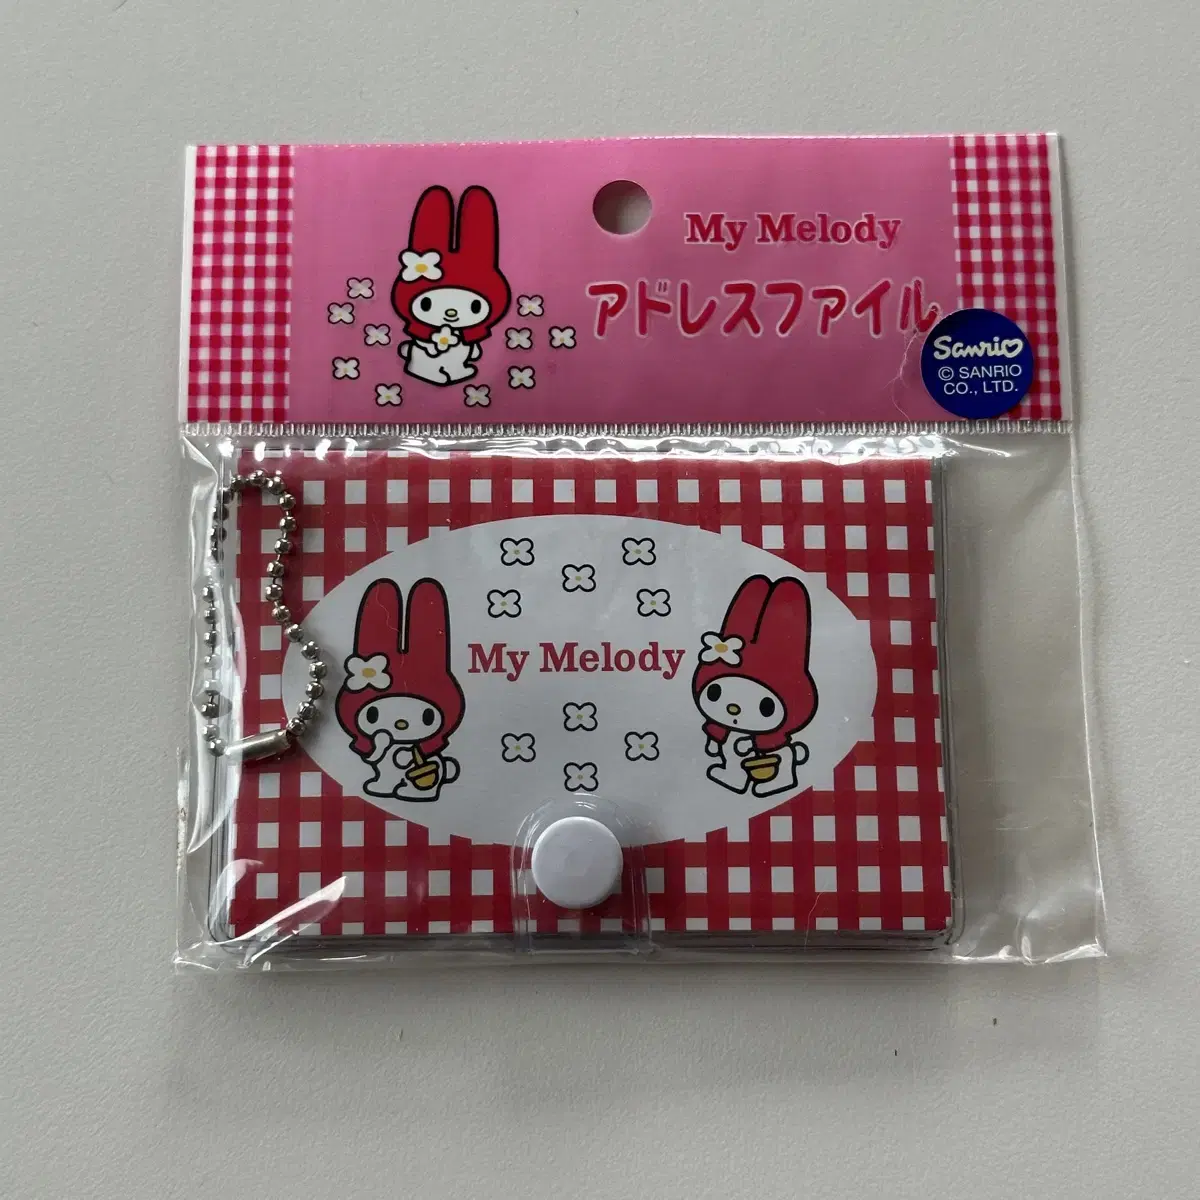 My Melody
アドレスファイル
Sanrio
© SANRIO
CO., LTD.
My Melody